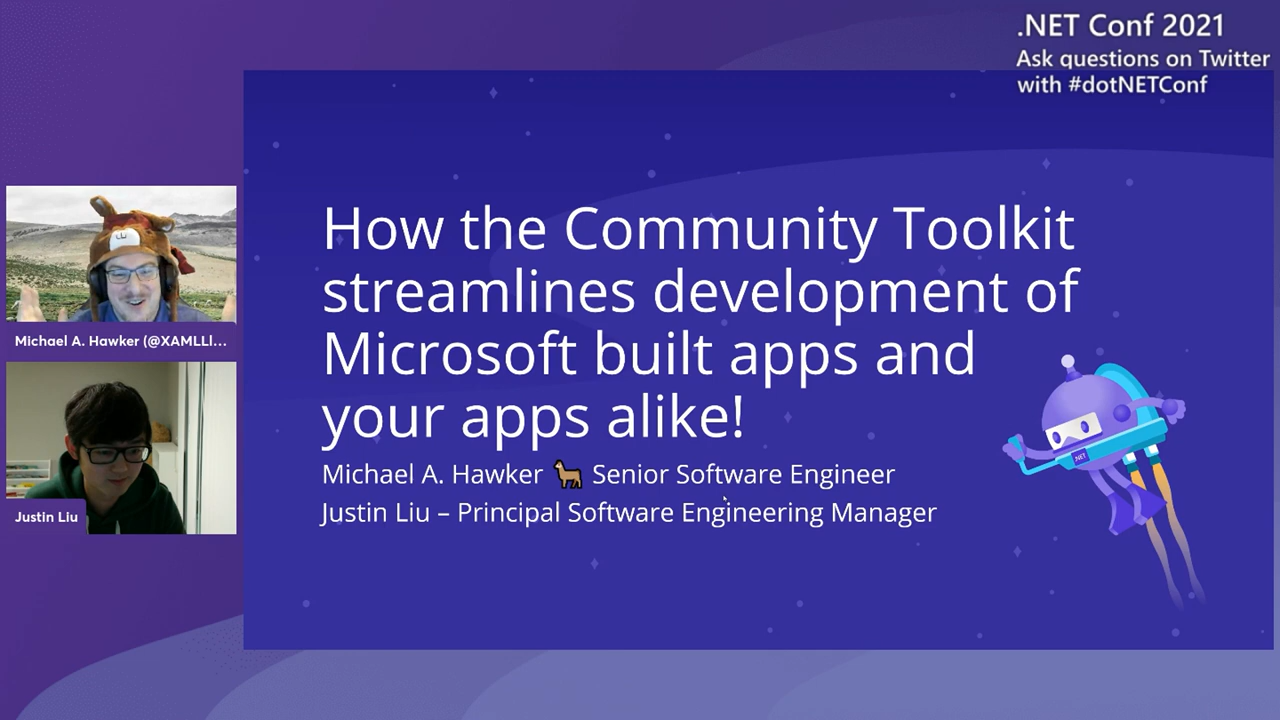 .NET Conf 2021
Ask questions on Twitter
with #dotNETConf
How the Community Toolkit
streamlines development of
Microsoft built apps and
your apps alike!
Michael A. Hawker 🦙 Senior Software Engineer
Justin Liu – Principal Software Engineering Manager
Michael A. Hawker (@XAMLLl...
Justin Liu
.NET